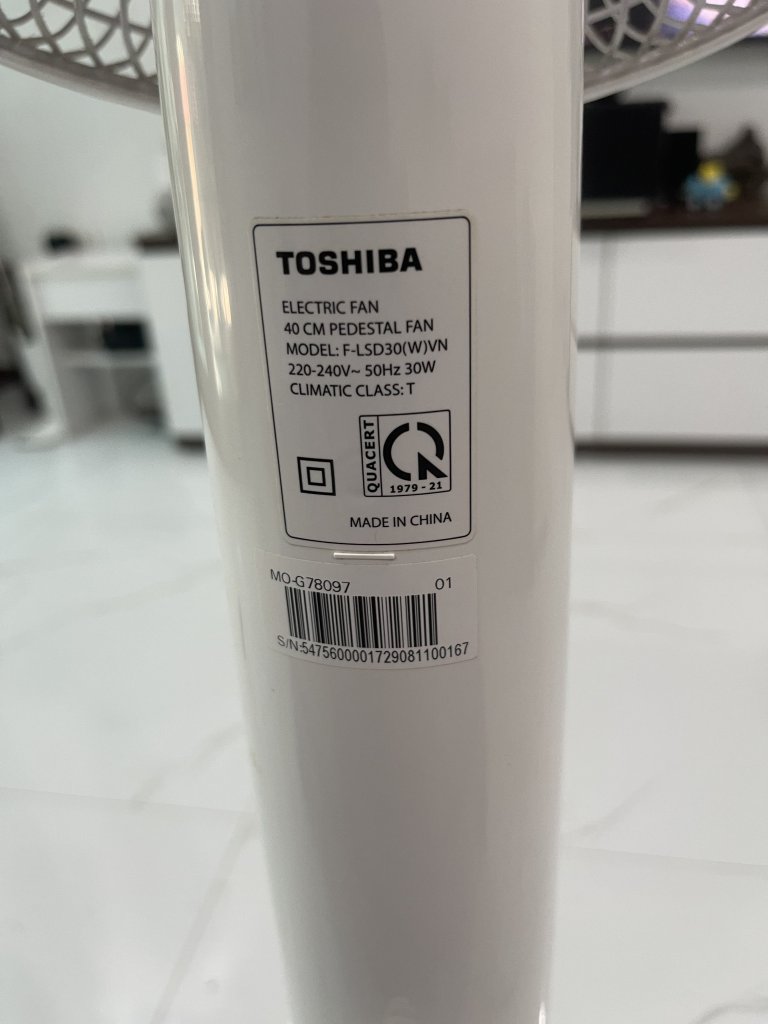 TOSHIBA
ELECTRIC FAN
40 CM PEDESTAL FAN
MODEL: F-LSD30(W)VN
220-240V~ 50Hz 30W
CLIMATIC CLASS: T
QUACERT
1979 - 21
MADE IN CHINA
MO-G78097 01
S/N:5475600001729081100167